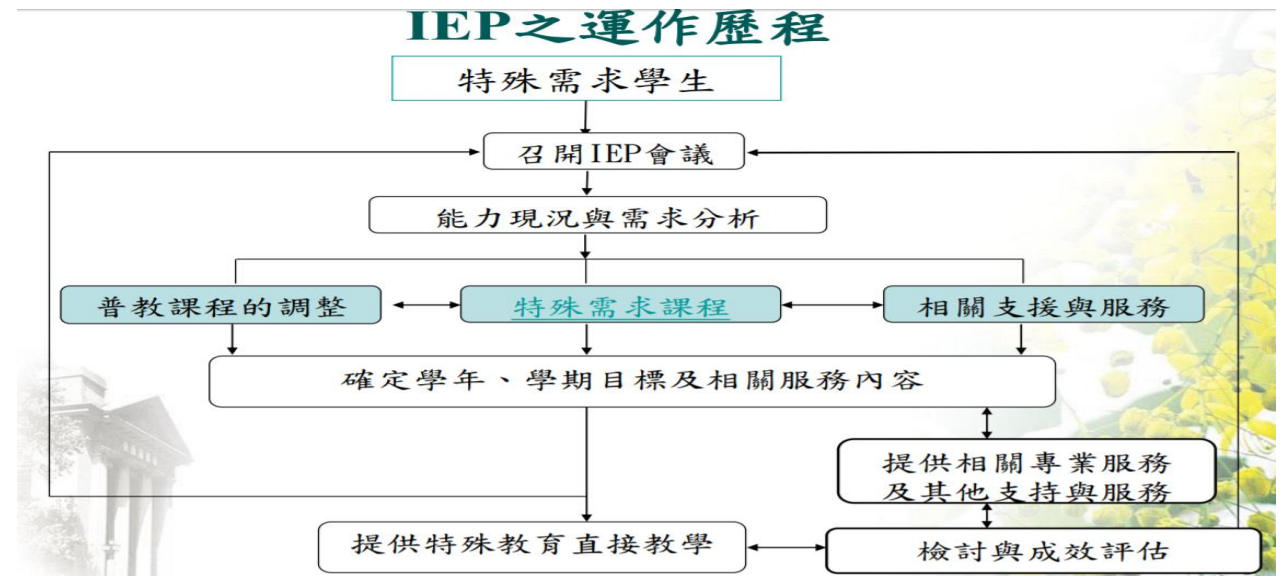 IEP之運作歷程
特殊需求學生
召開IEP會議
能力現況與需求分析
普教課程的調整
特殊需求課程
相關支援與服務
確定學年、學期目標及相關服務內容
提供相關專業服務
及其他支持與服務
提供特殊教育直接教學
檢討與成效評估